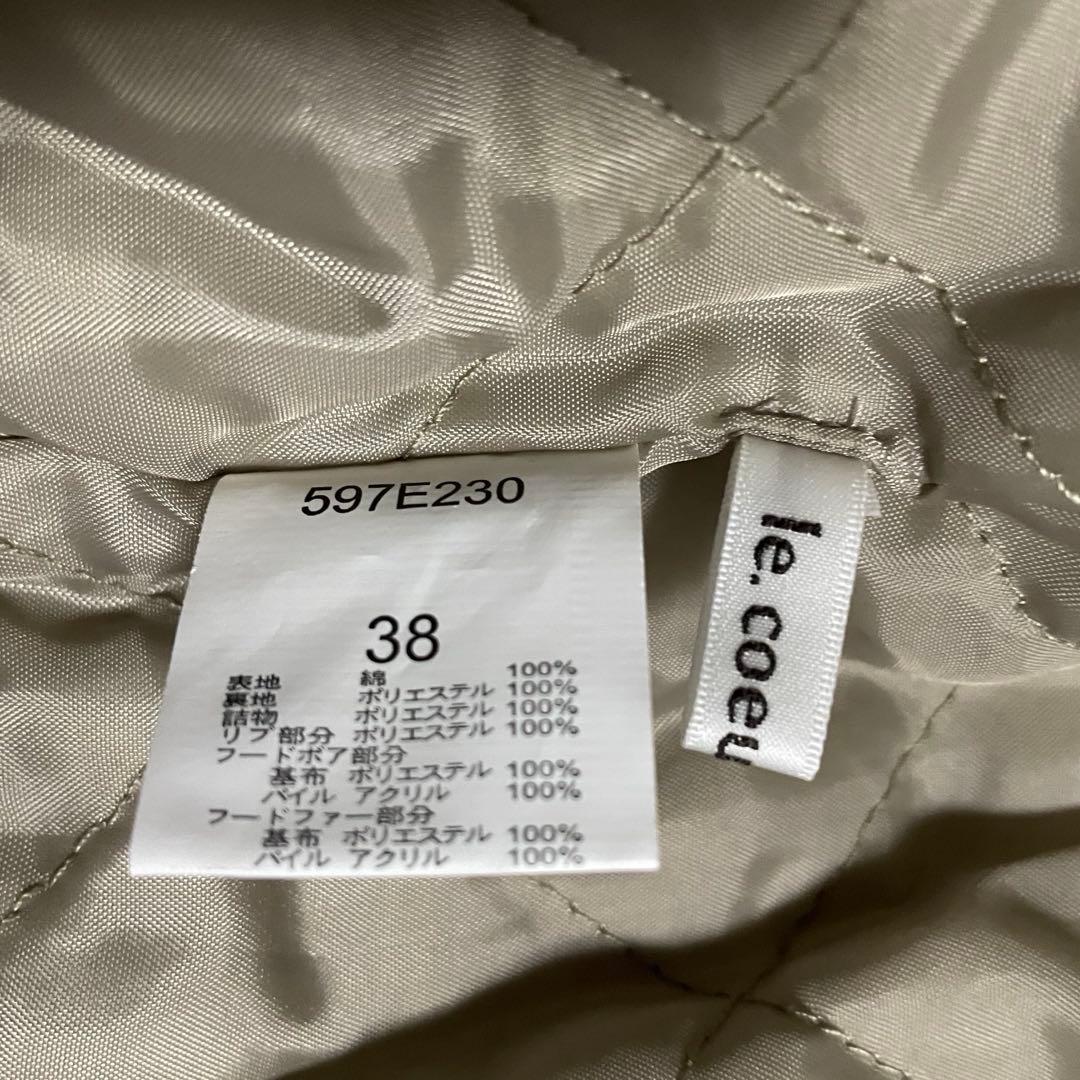 597E230
38
表地 綿 100%
裏地 ポリエステル 100%
詰物 ポリエステル 100%
リブ部分 ポリエステル 100%
フードボア部分
基布 ポリエステル 100%
パイル アクリル 100%
フードファー部分
基布 ポリエステル 100%
パイル アクリル 100%
le.coeu